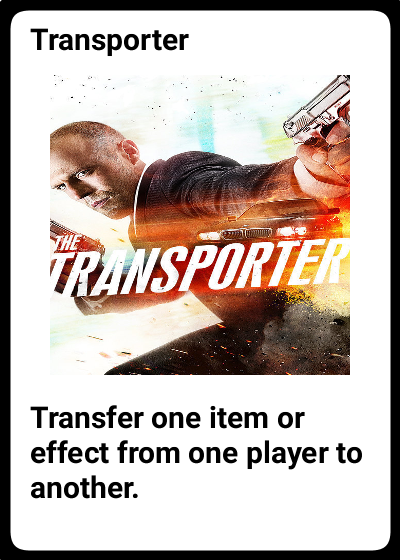 Transporter
THE
TRANSPORTER
Transfer one item or
effect from one player to
another.